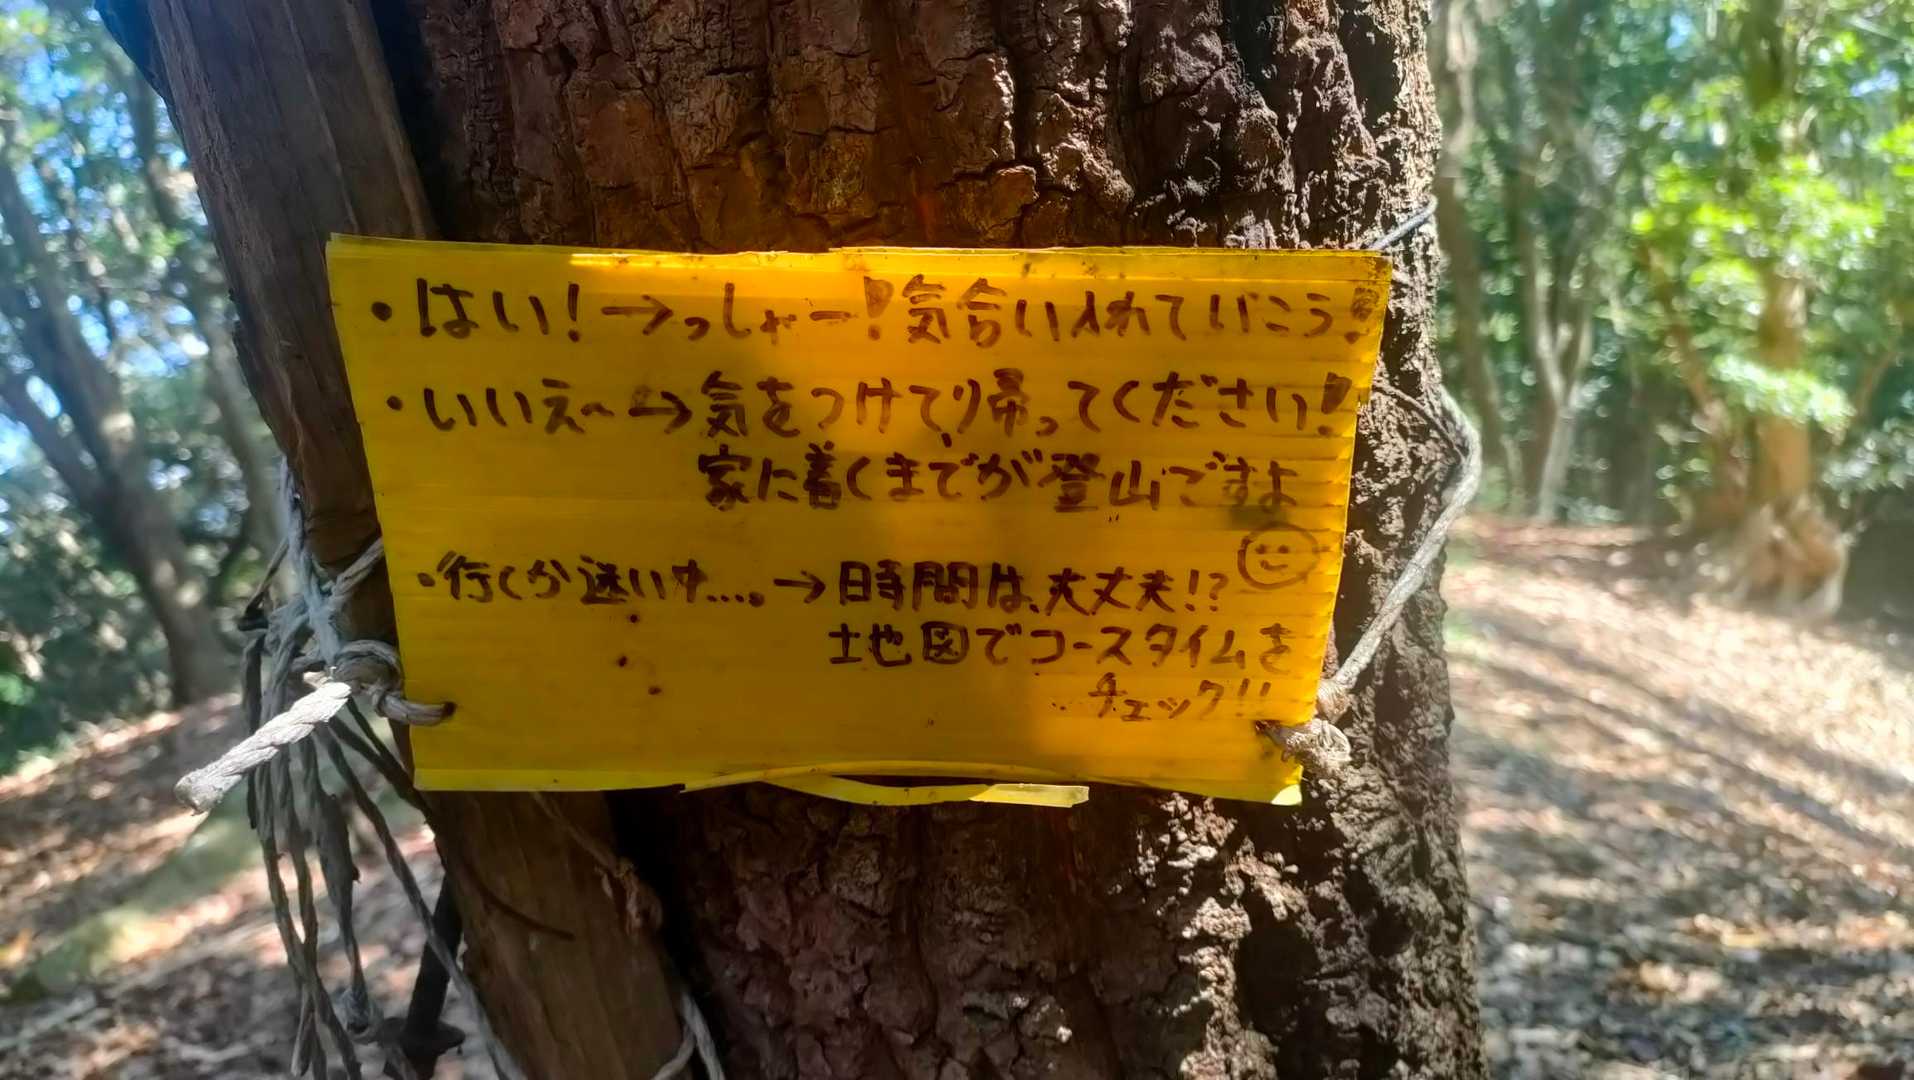 ・はい！→っしゃー！気合い入れていこう！
・いいえ～→気をつけてり帰ってください！
家に着くまでが登山ですよ
・行くか迷い中....。→時間は、大丈夫!?
地図でコースタイムを
チェック!!